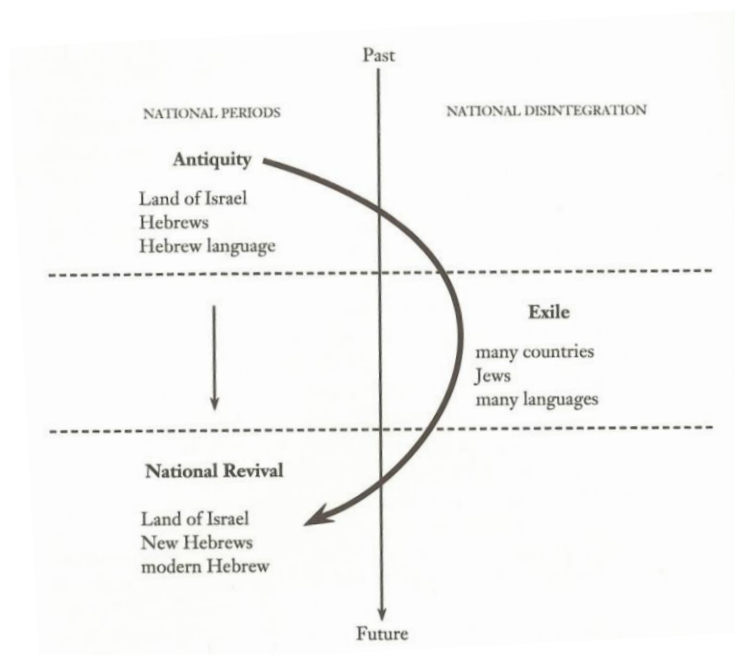 Past
NATIONAL PERIODS
NATIONAL DISINTEGRATION
Antiquity
Land of Israel
Hebrews
Hebrew language
Exile
many countries
Jews
many languages
National Revival
Land of Israel
New Hebrews
modern Hebrew
Future